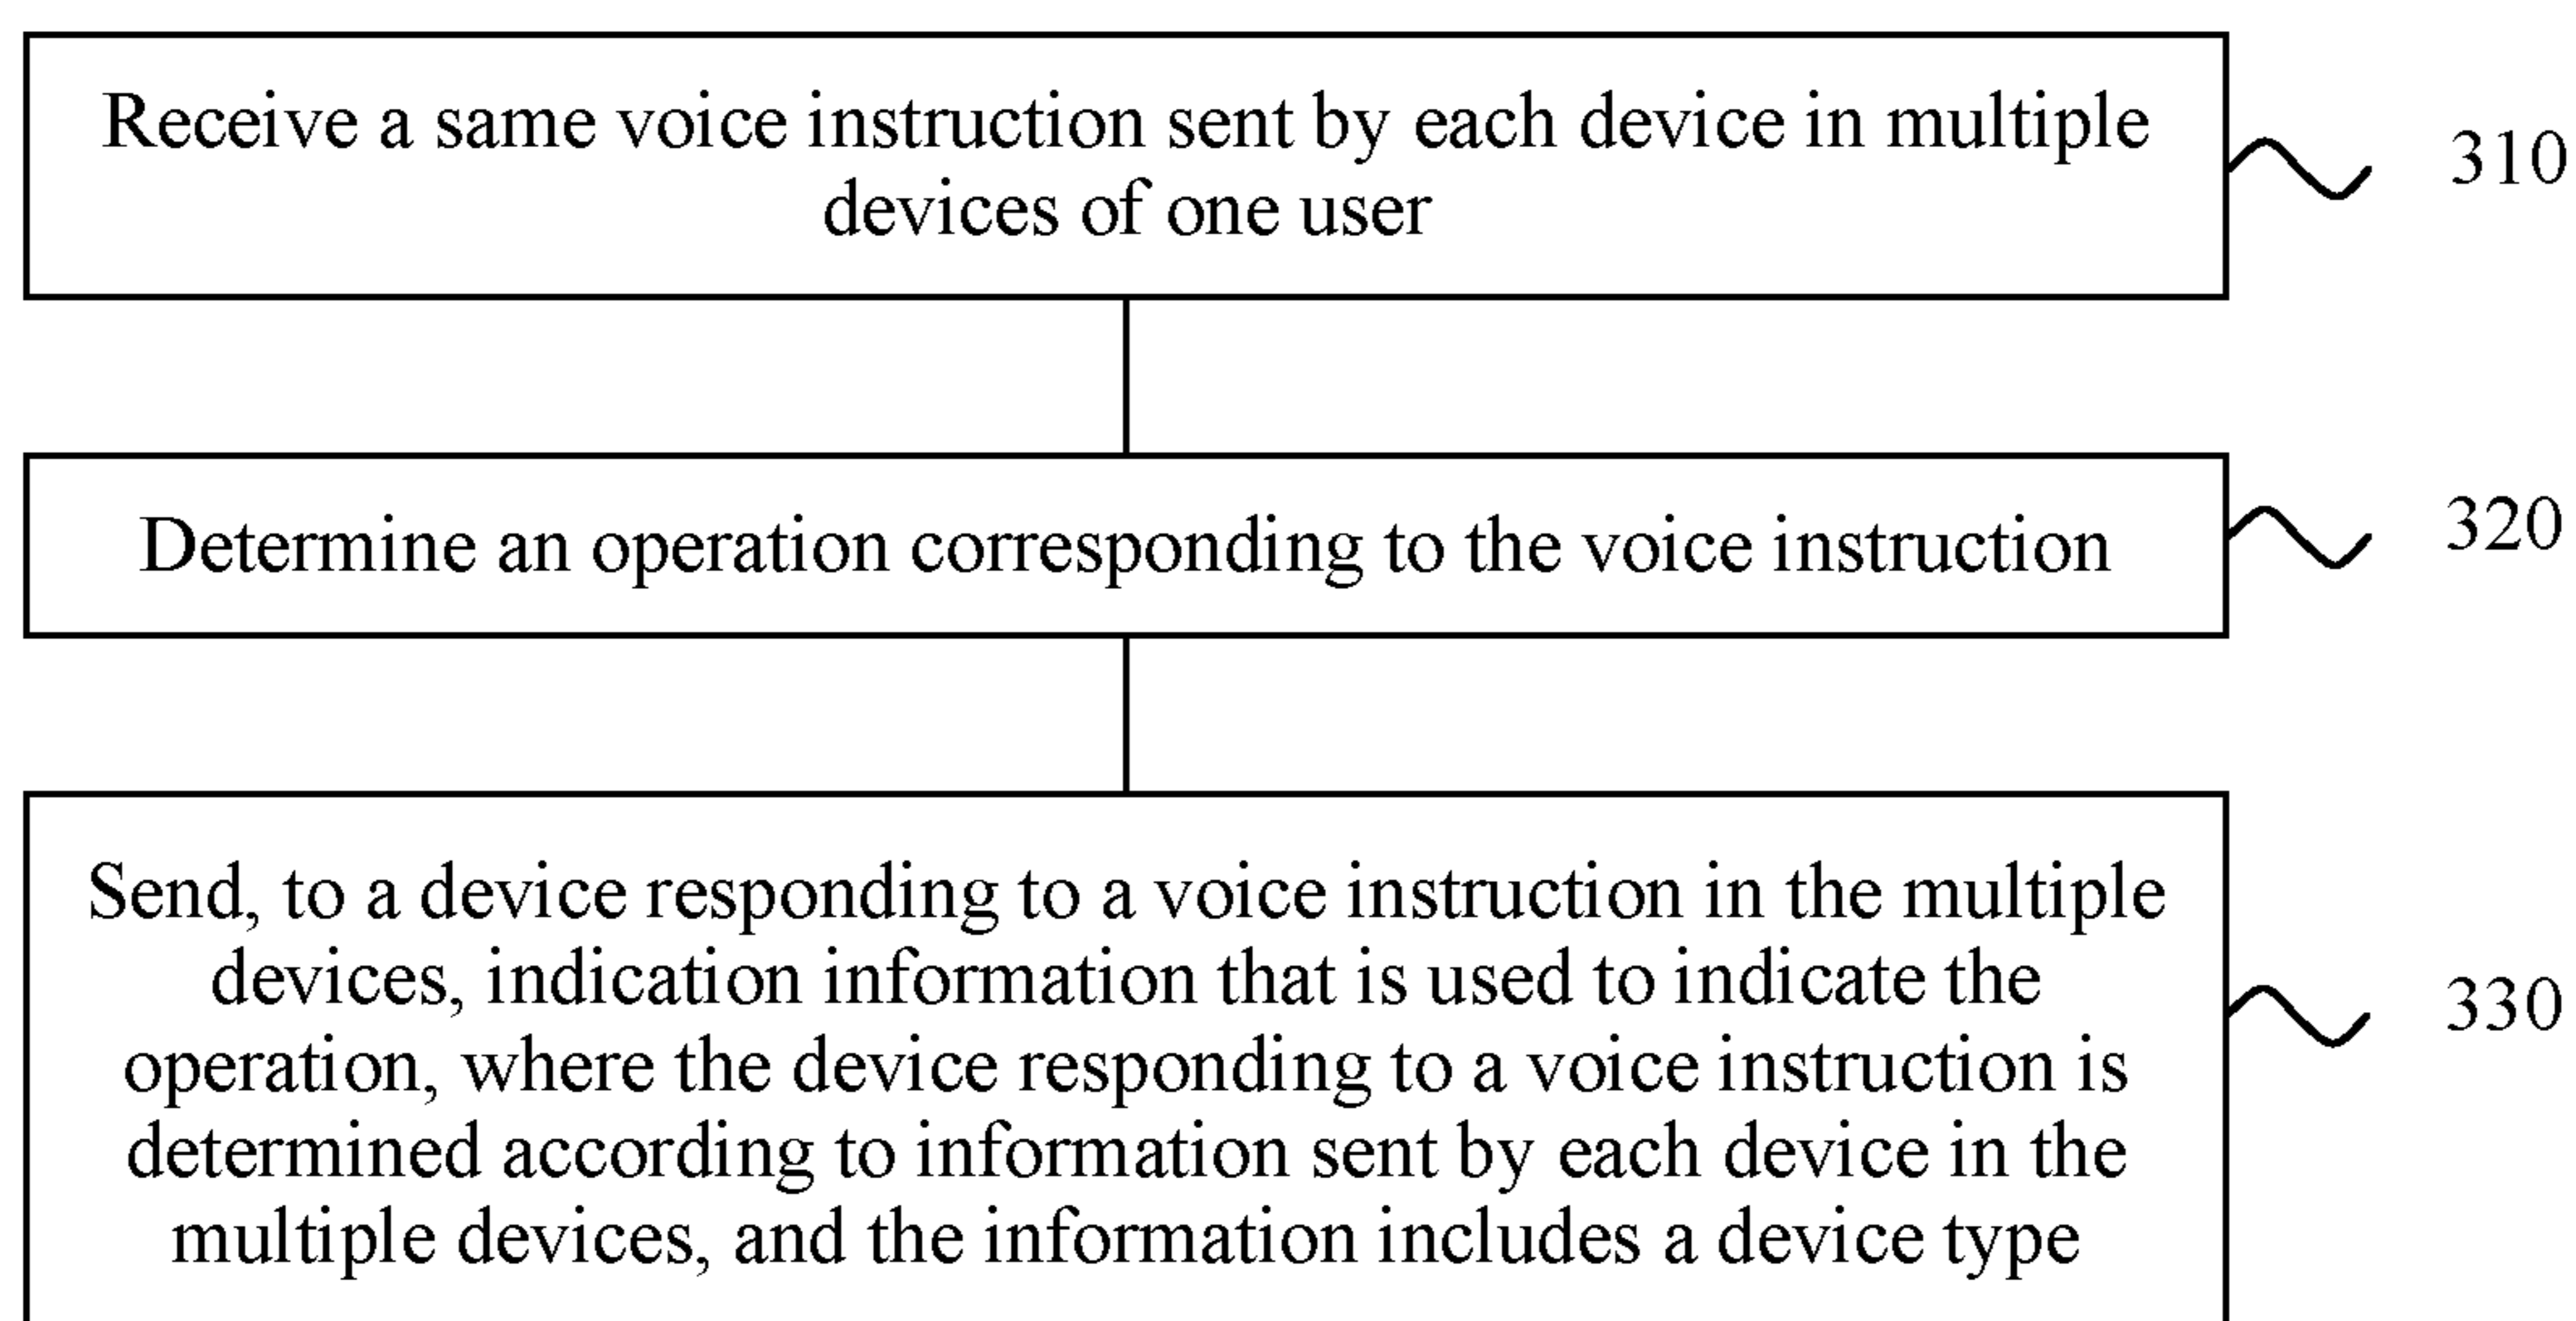 Receive a same voice instruction sent by each device in multiple
devices of one user
310
Determine an operation corresponding to the voice instruction
320
Send, to a device responding to a voice instruction in the multiple
devices, indication information that is used to indicate the
operation, where the device responding to a voice instruction is
determined according to information sent by each device in the
multiple devices, and the information includes a device type
330